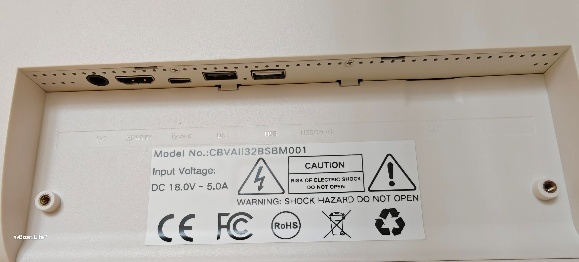 Model No.:CBVAII32BSBM001
Input Voltage:
DC 18.0V - 5.0A
CAUTION
RISK OF ELECTRIC SHOCK
DO NOT OPEN
WARNING: SHOCK HAZARD DO NOT OPEN
CE FC RoHS